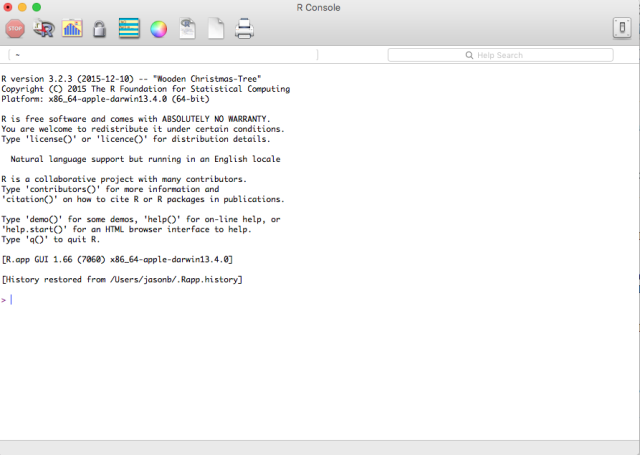 R Console
STOP
~
Help Search
R version 3.2.3 (2015-12-10) -- "Wooden Christmas-Tree"
Copyright (C) 2015 The R Foundation for Statistical Computing
Platform: x86_64-apple-darwin13.4.0 (64-bit)
R is free software and comes with ABSOLUTELY NO WARRANTY.
You are welcome to redistribute it under certain conditions.
Type 'license()' or 'licence()' for distribution details.
Natural language support but running in an English locale
R is a collaborative project with many contributors.
Type 'contributors()' for more information and
'citation()' on how to cite R or R packages in publications.
Type 'demo()' for some demos, 'help()' for on-line help, or
'help.start()' for an HTML browser interface to help.
Type 'q()' to quit R.
[R.app GUI 1.66 (7060) x86_64-apple-darwin13.4.0]
[History restored from /Users/jasonb/.Rapp.history]
>